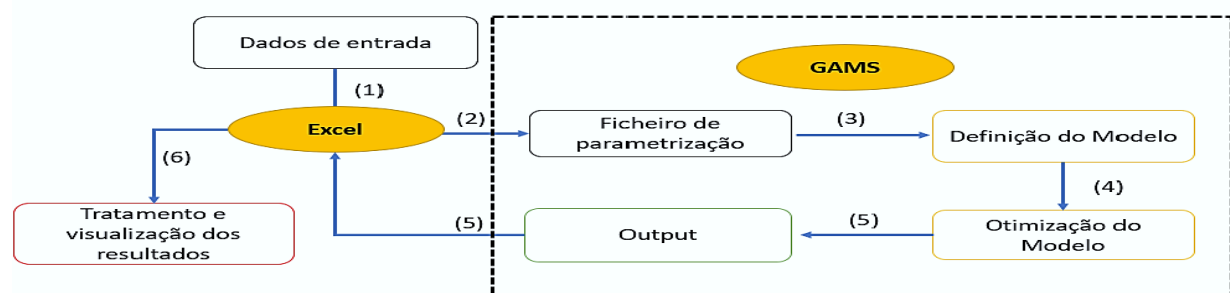 Dados de entrada
(1)
Excel
(2)
GAMS
Ficheiro de
parametrização
(3)
Definição do Modelo
(4)
Otimização do
Modelo
(5)
Output
(5)
(6)
Tratamento e
visualização dos
resultados